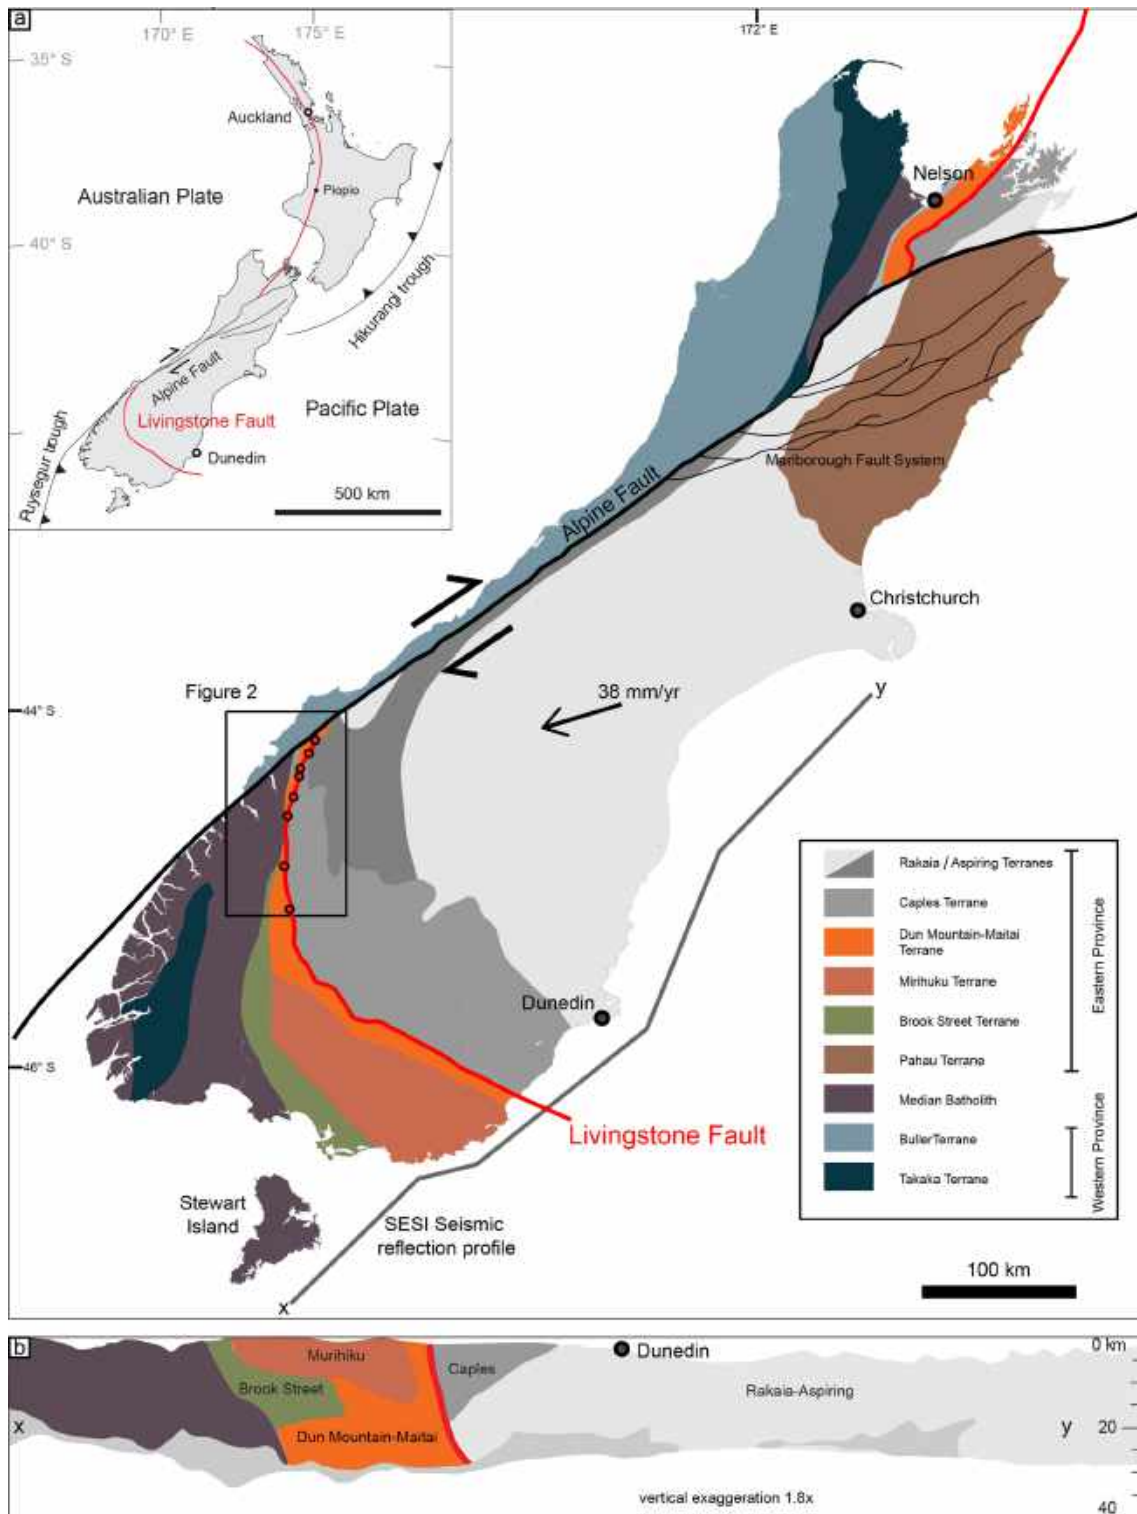 a
170° E
175° E
172° E
35° S
Auckland
Australian Plate
Piopio
Nelson
40° S
Hikurangi trough
Alpine Fault
Pacific Plate
Livingstone Fault
Puysegur trough
Dunedin
500 km
Marlborough Fault System
Alpine Fault
Christchurch
Figure 2
38 mm/yr
y
44° S
Rakaia / Aspiring Terranes
Caples Terrane
Dun Mountain-Maitai
Terrane
Mirihuku Terrane
Brook Street Terrane
Pahau Terrane
Median Batholith
BullerTerrane
Takaka Terrane
Eastern Province
Western Province
Dunedin
46° S
Livingstone Fault
Stewart
Island
SESI Seismic
reflection profile
100 km
x
b
0 km
Murihiku
Dunedin
Caples
Brook Street
Rakaia-Aspiring
x
Dun Mountain-Maitai
y
20
vertical exaggeration 1.8x
40